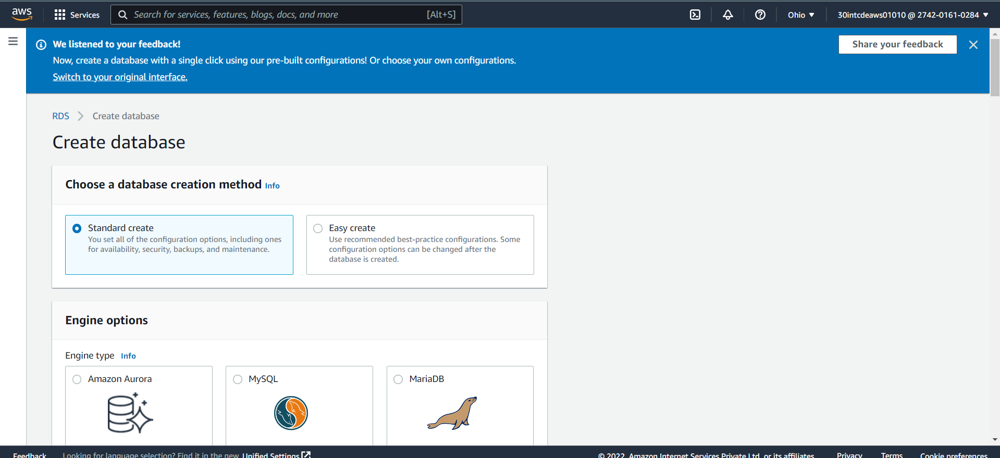 aws
Services
Search for services, features, blogs, docs, and more
[Alt+S]
Ohio ▼
30intcdeaws01010 @ 2742-0161-0284 ▼
We listened to your feedback!
Now, create a database with a single click using our pre-built configurations! Or choose your own configurations.
Switch to your original interface.
Share your feedback
RDS
Create database
Create database
Choose a database creation method Info
Standard create
You set all of the configuration options, including ones
for availability, security, backups, and maintenance.
Easy create
Use recommended best-practice configurations. Some
configuration options can be changed after the
database is created.
Engine options
Engine type Info
Amazon Aurora
MySQL
MariaDB
Feedback
Looking for language selection? Find it in the new Unified Settings
© 2022, Amazon Internet Services Private Ltd. or its affiliates.
Privacy
Terms
Cookie preferences